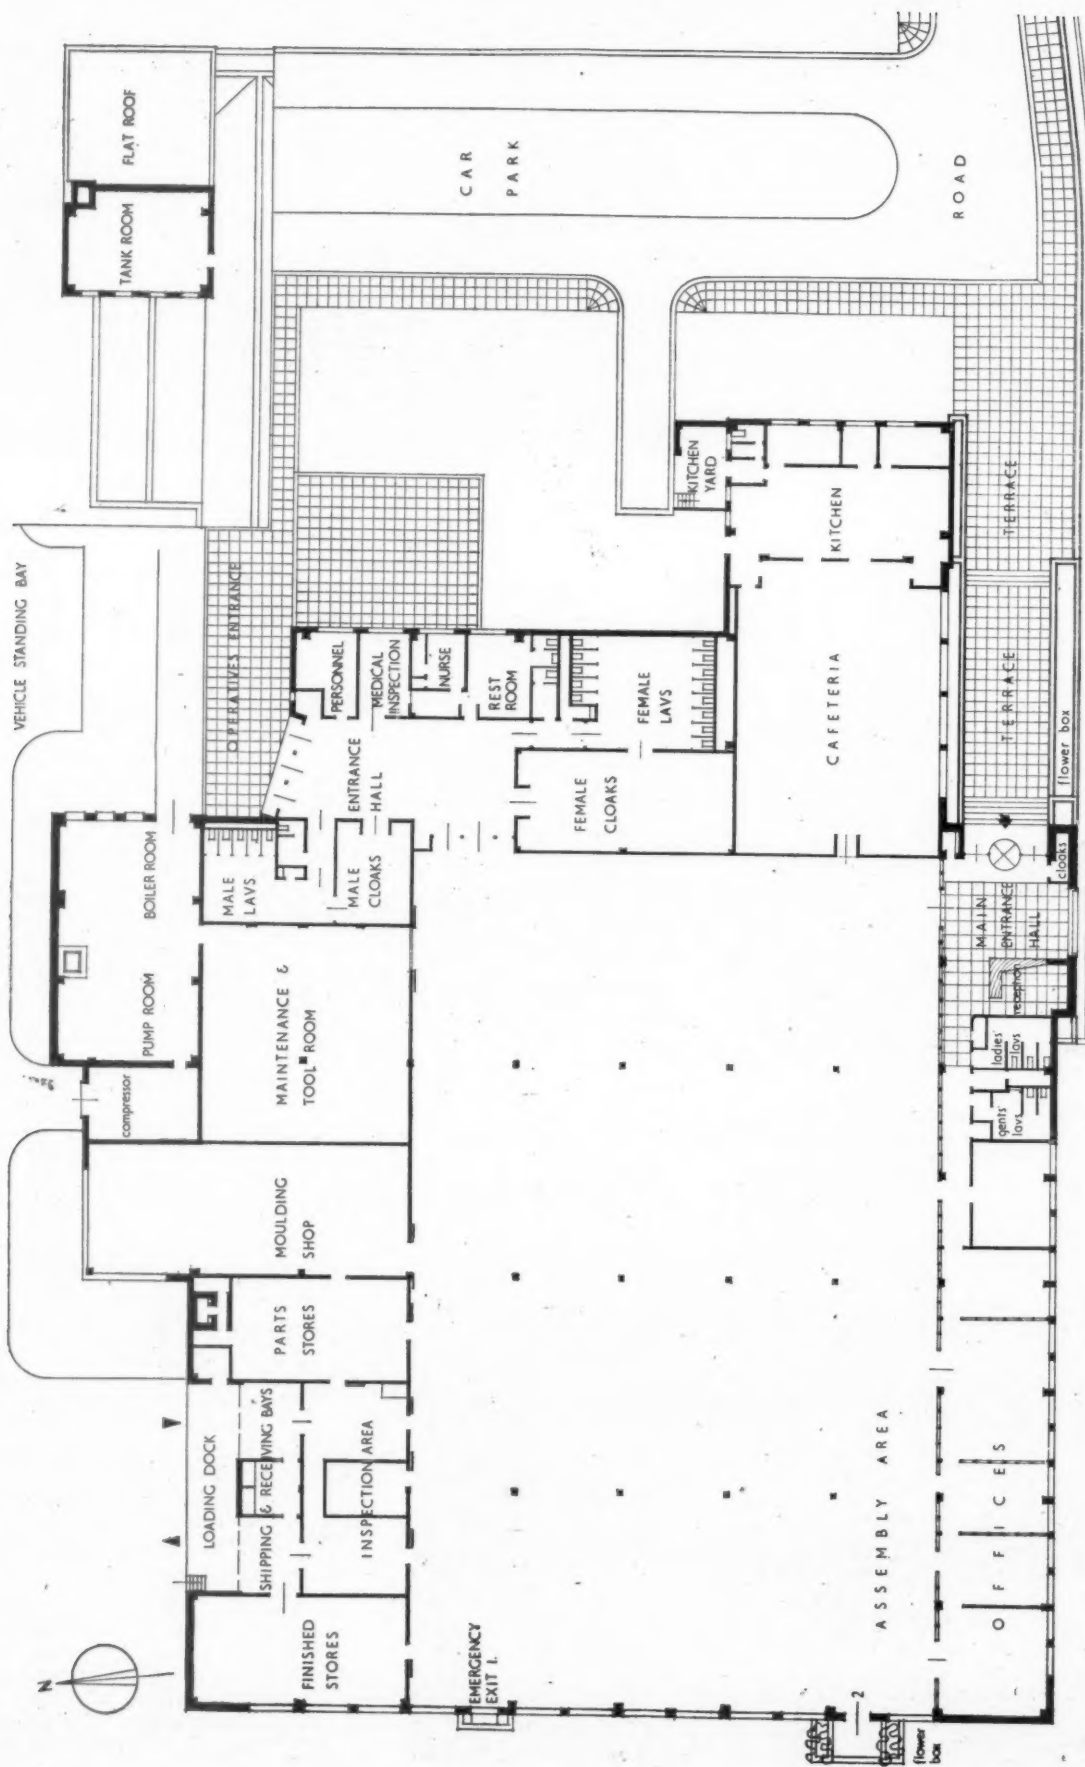 N
VEHICLE STANDING BAY
TANK ROOM
FLAT ROOF
LOADING DOCK
SHIPPING & RECEIVING BAYS
FINISHED
STORES
INSPECTION AREA
PARTS
STORES
MOULDING
SHOP
compressor
PUMP ROOM
BOILER ROOM
MAINTENANCE &
TOOL ROOM
MALE
LAVS
MALE
CLOAKS
OPERATIVES ENTRANCE
ENTRANCE
HALL
PERSONNEL
MEDICAL
INSPECTION
NURSE
REST
ROOM
FEMALE
CLOAKS
FEMALE
LAVS
CAR
PARK
ROAD
KITCHEN
YARD
KITCHEN
CAFETERIA
EMERGENCY
EXIT 1.
2
flower
box
ASSEMBLY AREA
OFFICES
gents'
lavs
ladies'
lavs
reception
MAIN
ENTRANCE
HALL
cloaks
TERRACE
TERRACE
flower box